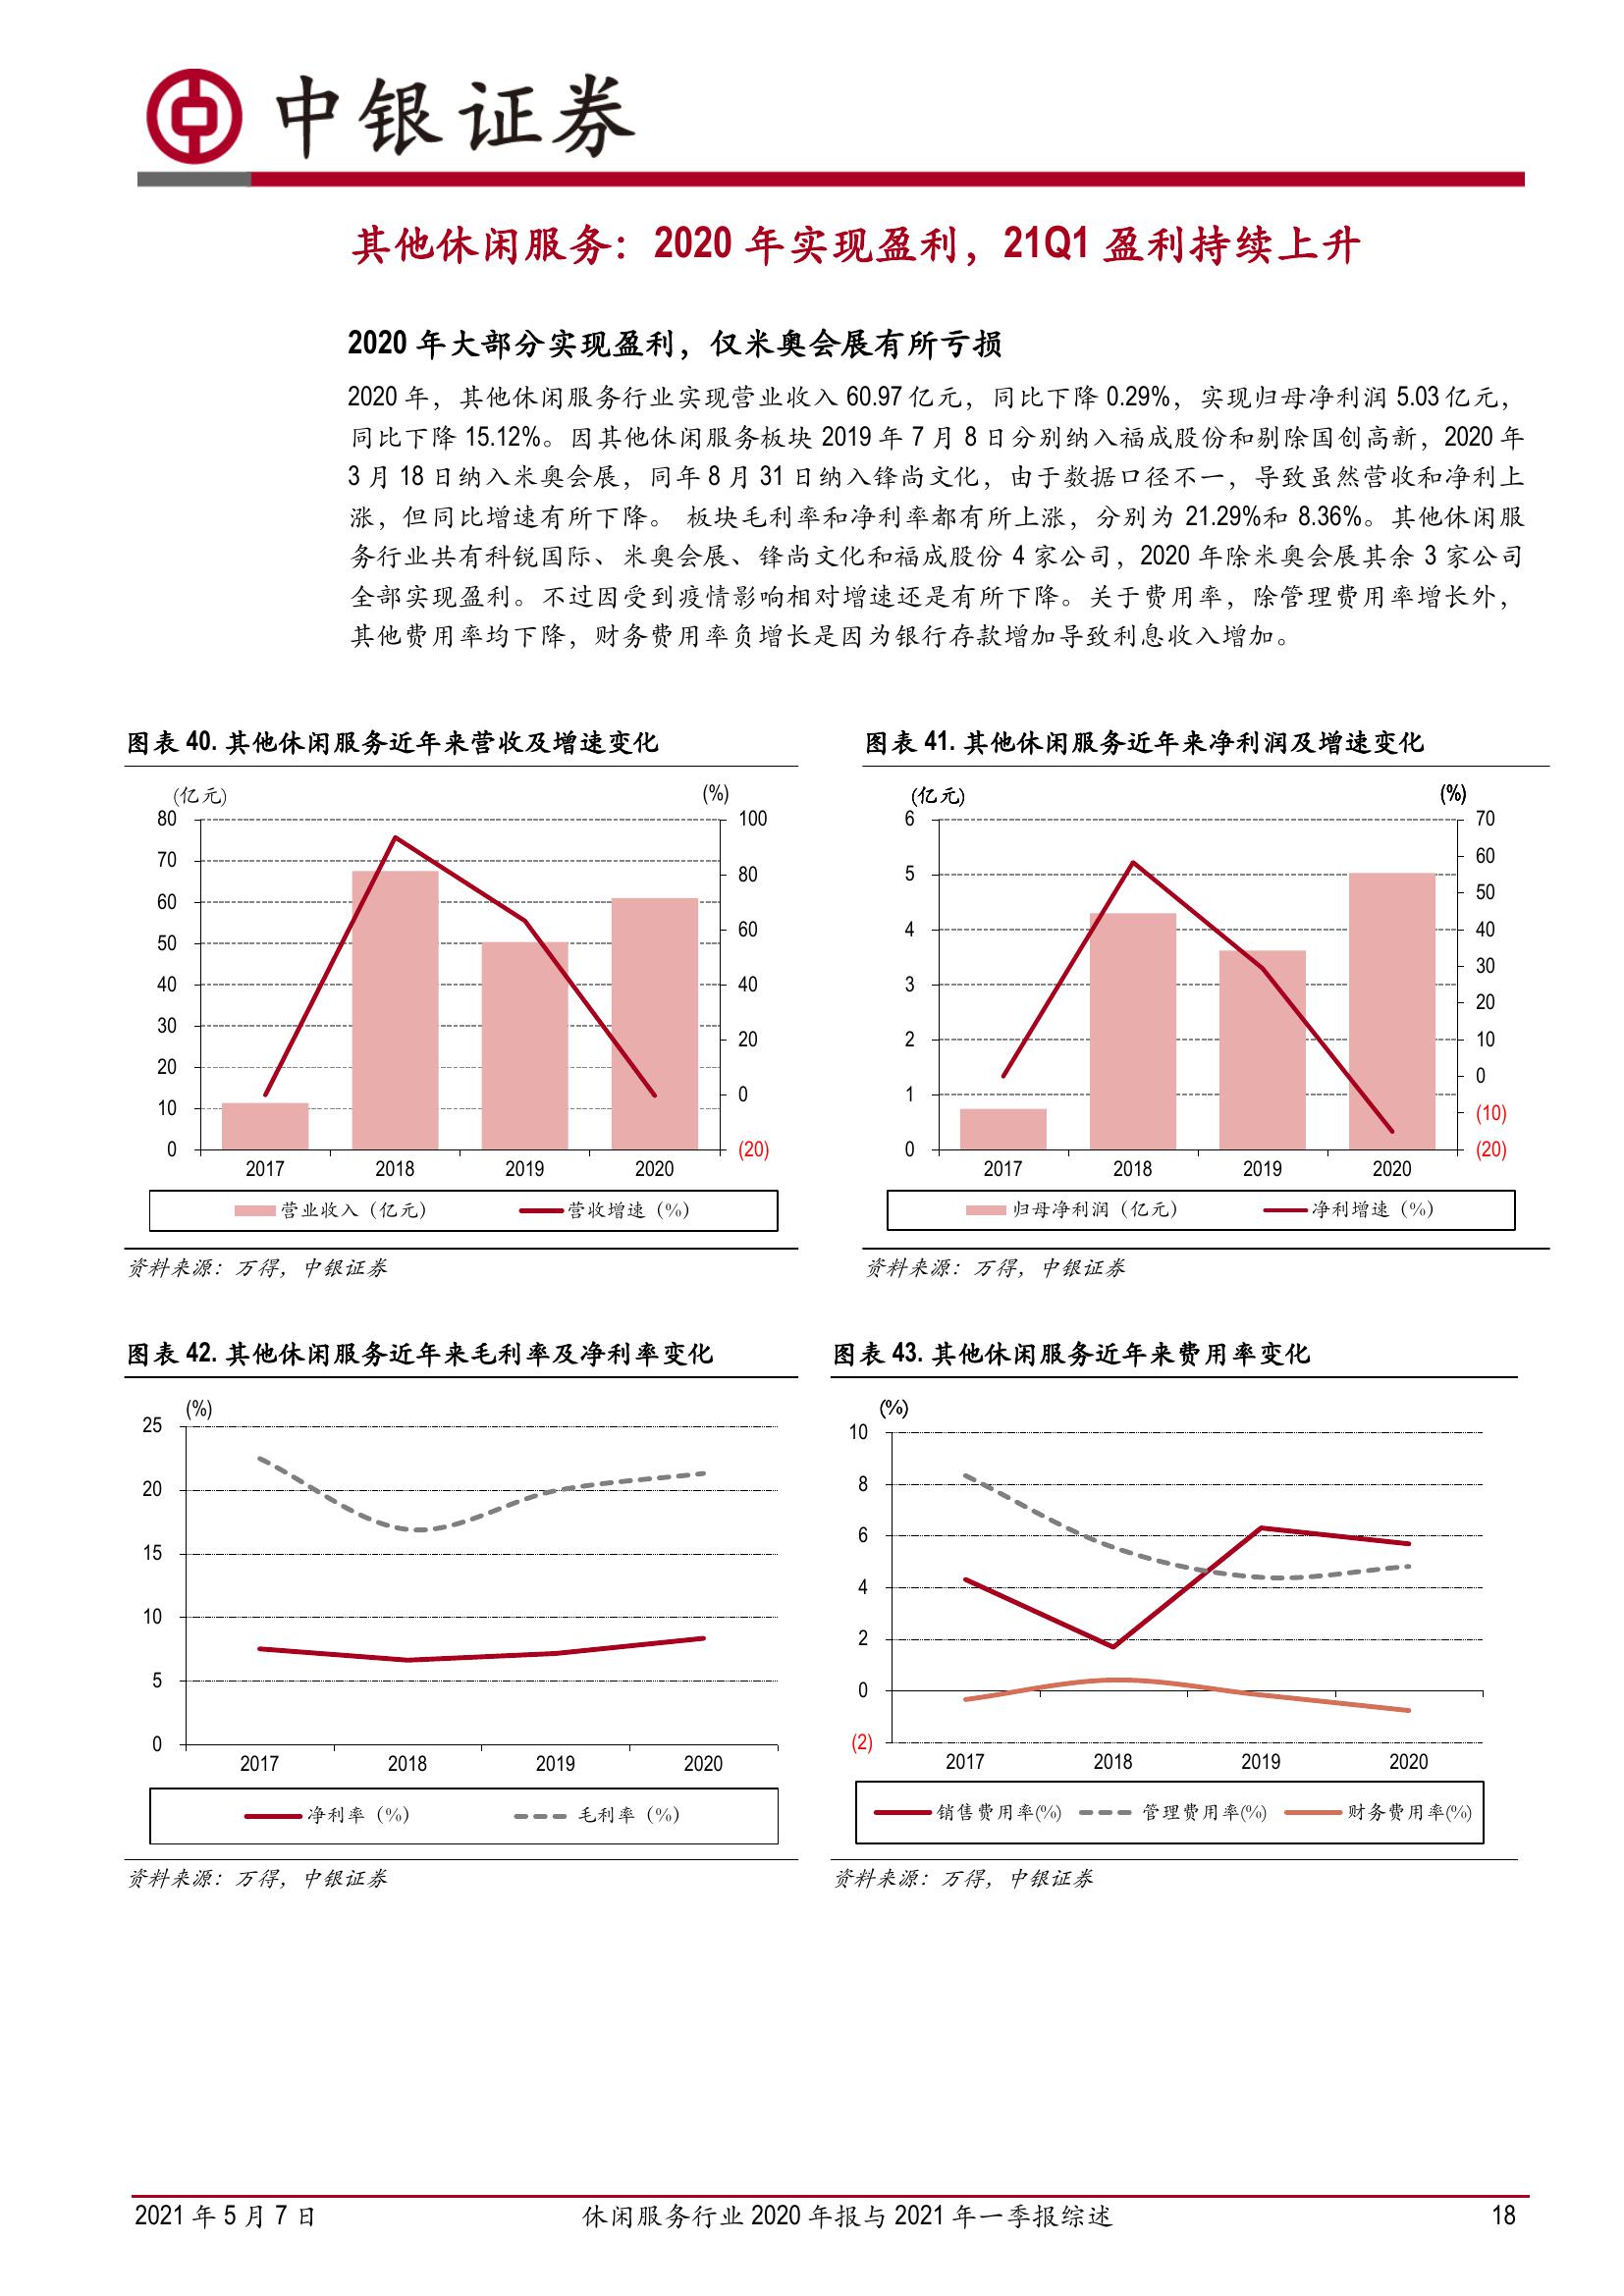 中银证券
其他休闲服务：2020 年实现盈利，21Q1 盈利持续上升
2020 年大部分实现盈利，仅米奥会展有所亏损
2020 年，其他休闲服务行业实现营业收入 60.97 亿元，同比下降 0.29%，实现归母净利润 5.03 亿元，
同比下降 15.12%。因其他休闲服务板块 2019 年 7 月 8 日分别纳入福成股份和剔除国创高新，2020 年
3 月 18 日纳入米奥会展，同年 8 月 31 日纳入锋尚文化，由于数据口径不一，导致虽然营收和净利上
涨，但同比增速有所下降。 板块毛利率和净利率都有所上涨，分别为 21.29%和 8.36%。其他休闲服
务行业共有科锐国际、米奥会展、锋尚文化和福成股份 4 家公司，2020 年除米奥会展其余 3 家公司
全部实现盈利。不过因受到疫情影响相对增速还是有所下降。关于费用率，除管理费用率增长外，
其他费用率均下降，财务费用率负增长是因为银行存款增加导致利息收入增加。
图表 40. 其他休闲服务近年来营收及增速变化
(亿元)
(%)
80
70
60
50
40
30
20
10
0
100
80
60
40
20
0
(20)
2017 2018 2019 2020
营业收入（亿元） 营收增速（%）
资料来源：万得，中银证券
图表 41. 其他休闲服务近年来净利润及增速变化
(亿元)
(%)
6
5
4
3
2
1
0
70
60
50
40
30
20
10
0
(10)
(20)
2017 2018 2019 2020
归母净利润（亿元） 净利增速（%）
资料来源：万得，中银证券
图表 42. 其他休闲服务近年来毛利率及净利率变化
(%)
25
20
15
10
5
0
2017 2018 2019 2020
净利率（%） 毛利率（%）
资料来源：万得，中银证券
图表 43. 其他休闲服务近年来费用率变化
(%)
10
8
6
4
2
0
(2)
2017 2018 2019 2020
销售费用率(%) 管理费用率(%) 财务费用率(%)
资料来源：万得，中银证券
2021 年 5 月 7 日 休闲服务行业 2020 年报与 2021 年一季报综述 18